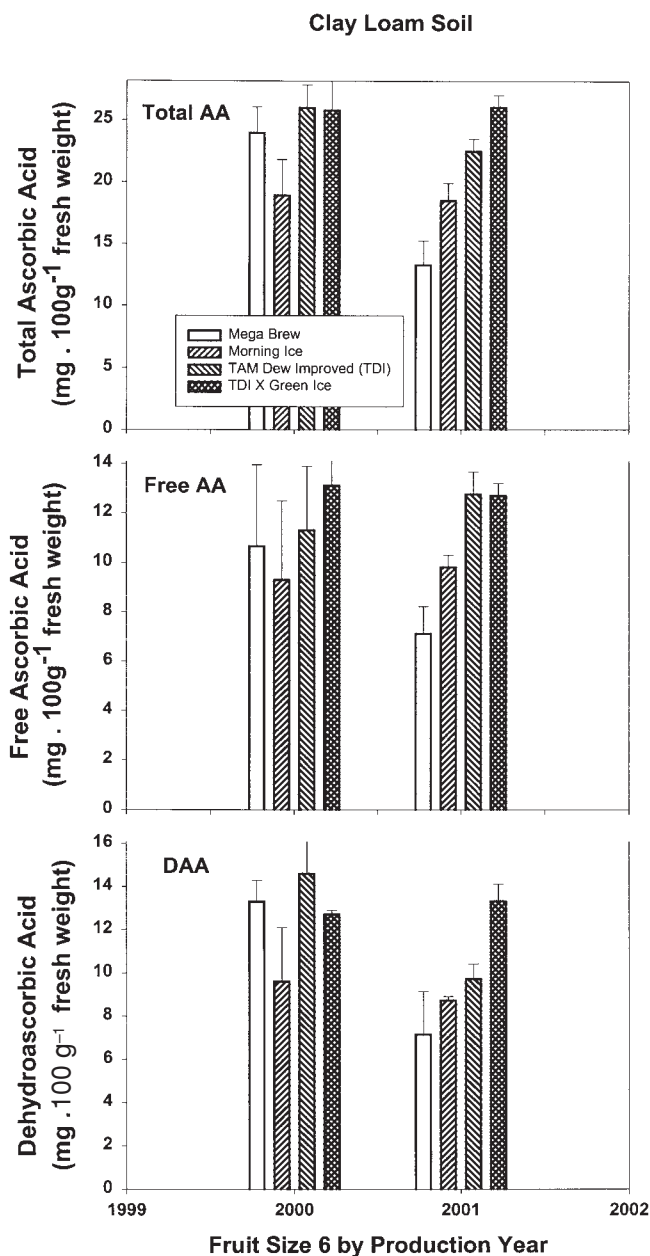 Clay Loam Soil
Total AA
Total Ascorbic Acid
(mg . 100g⁻¹ fresh weight)
25
20
15
10
5
0
Mega Brew
Morning Ice
TAM Dew Improved (TDI)
TDI X Green Ice
Free AA
Free Ascorbic Acid
(mg . 100g⁻¹ fresh weight)
14
12
10
8
6
4
2
0
DAA
Dehydroascorbic Acid
(mg .100 g⁻¹ fresh weight)
16
14
12
10
8
6
4
2
0
1999 2000 2001 2002
Fruit Size 6 by Production Year